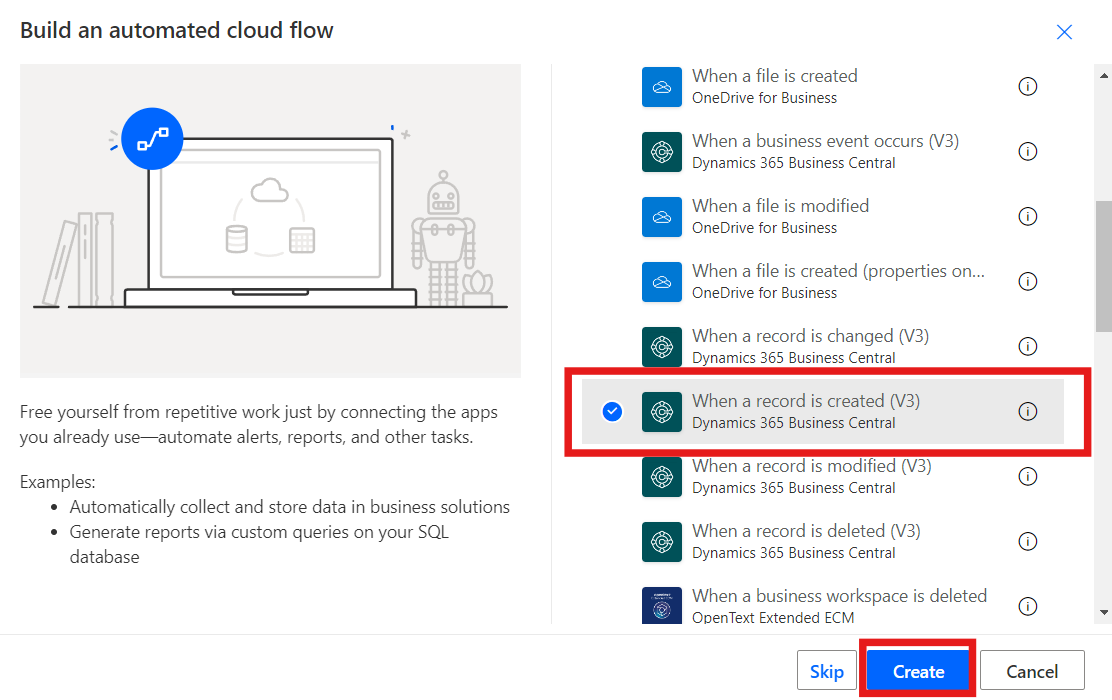 Build an automated cloud flow
Free yourself from repetitive work just by connecting the apps
you already use—automate alerts, reports, and other tasks.
Examples:
• Automatically collect and store data in business solutions
• Generate reports via custom queries on your SQL
database
When a file is created
OneDrive for Business
When a business event occurs (V3)
Dynamics 365 Business Central
When a file is modified
OneDrive for Business
When a file is created (properties on...
OneDrive for Business
When a record is changed (V3)
Dynamics 365 Business Central
When a record is created (V3)
Dynamics 365 Business Central
When a record is modified (V3)
Dynamics 365 Business Central
When a record is deleted (V3)
Dynamics 365 Business Central
When a business workspace is deleted
OpenText Extended ECM
Skip
Create
Cancel